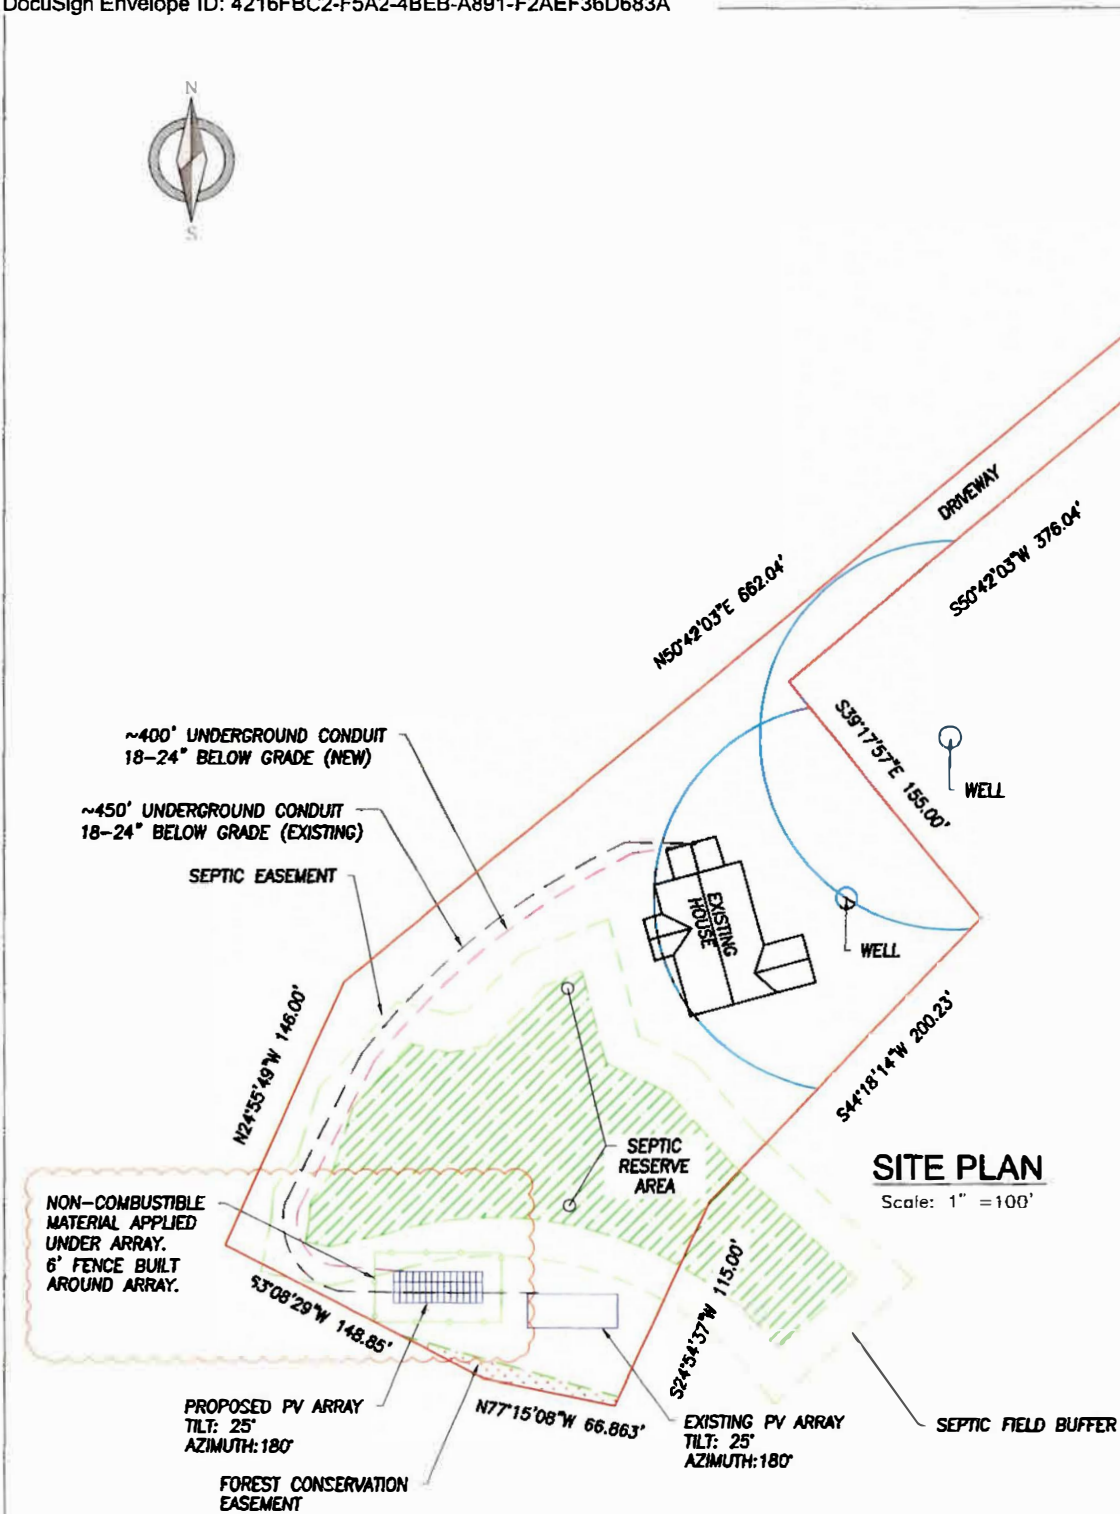 DocuSign Envelope ID: 4216FBC2-F5A2-4BEB-A891-F2AEF36D683A
N
S
DRIVEWAY
S50°42'03"W 376.04'
N50°42'03"E 662.04'
~400' UNDERGROUND CONDUIT
18-24" BELOW GRADE (NEW)
S39°17'57"E 155.00'
WELL
~450' UNDERGROUND CONDUIT
18-24" BELOW GRADE (EXISTING)
SEPTIC EASEMENT
EXISTING
HOUSE
WELL
N24°55'49"W 146.00'
S44°18'14"W 200.23'
SEPTIC
RESERVE
AREA
SITE PLAN
Scale: 1" =100'
NON-COMBUSTIBLE
MATERIAL APPLIED
UNDER ARRAY.
6' FENCE BUILT
AROUND ARRAY.
S3°08'29"W 148.85'
S24°54'37"W 115.00'
PROPOSED PV ARRAY
TILT: 25°
AZIMUTH:180°
N77°15'08"W 66.863'
EXISTING PV ARRAY
TILT: 25°
AZIMUTH:180°
SEPTIC FIELD BUFFER
FOREST CONSERVATION
EASEMENT